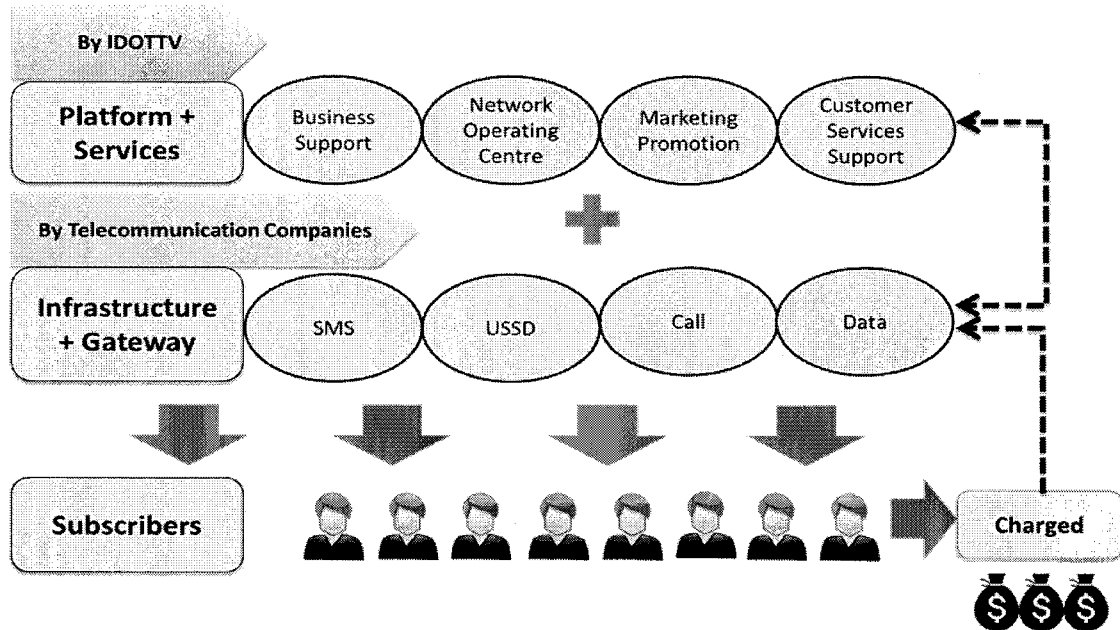 By IDOTTV
Platform +
Services
Business
Support
Network
Operating
Centre
Marketing
Promotion
Customer
Services
Support
By Telecommunication Companies
Infrastructure
+ Gateway
SMS
USSD
Call
Data
Subscribers
Charged
$ $ $